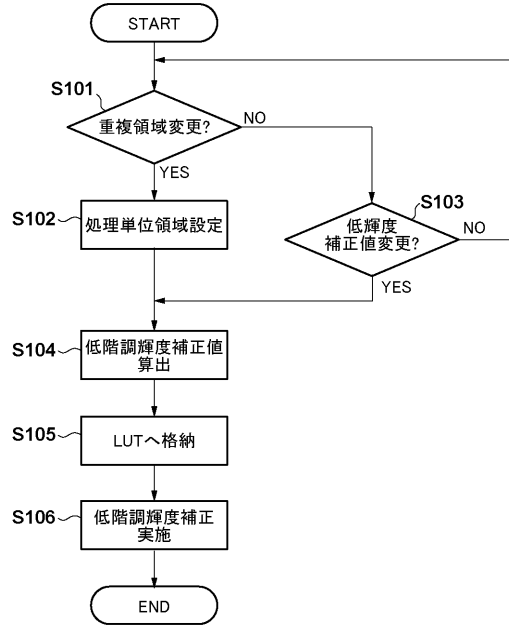 START
S101
重複領域変更?
NO
YES
S102
処理単位領域設定
S103
低輝度
補正値変更?
NO
YES
S104
低階調輝度補正値
算出
S105
LUTへ格納
S106
低階調輝度補正
実施
END